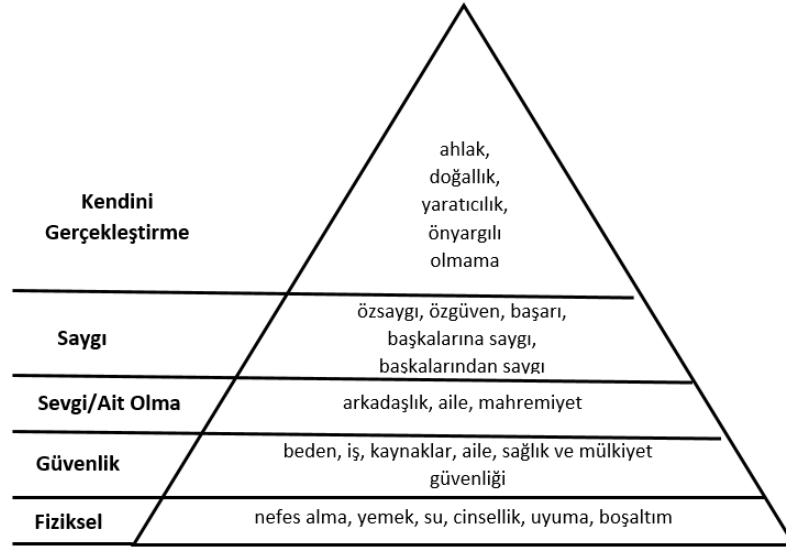 ahlak,
doğallık,
yaratıcılık,
önyargılı
olmama
Kendini
Gerçekleştirme
özsaygı, özgüven, başarı,
başkalarına saygı,
başkalarından saygı
Saygı
Sevgi/Ait Olma
arkadaşlık, aile, mahremiyet
Güvenlik
beden, iş, kaynaklar, aile, sağlık ve mülkiyet
güvenliği
Fiziksel
nefes alma, yemek, su, cinsellik, uyuma, boşaltım